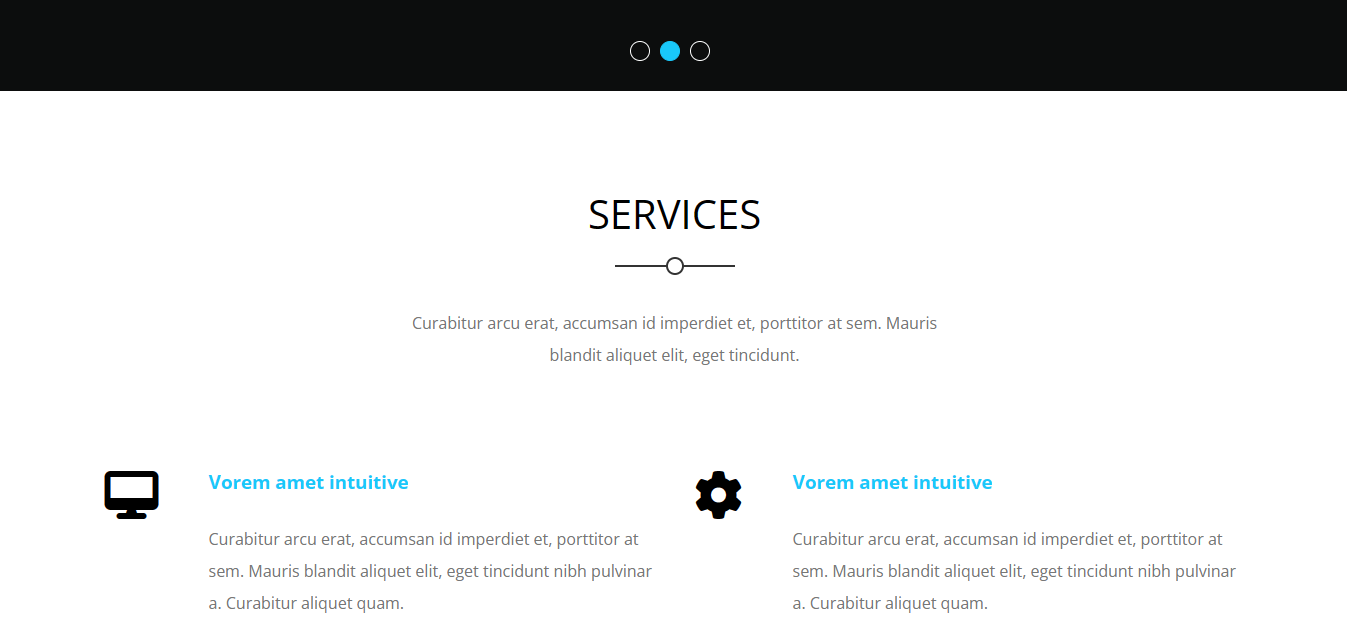 SERVICES
Curabitur arcu erat, accumsan id imperdiet et, porttitor at sem. Mauris
blandit aliquet elit, eget tincidunt.
Vorem amet intuitive
Curabitur arcu erat, accumsan id imperdiet et, porttitor at
sem. Mauris blandit aliquet elit, eget tincidunt nibh pulvinar
a. Curabitur aliquet quam.
Vorem amet intuitive
Curabitur arcu erat, accumsan id imperdiet et, porttitor at
sem. Mauris blandit aliquet elit, eget tincidunt nibh pulvinar
a. Curabitur aliquet quam.